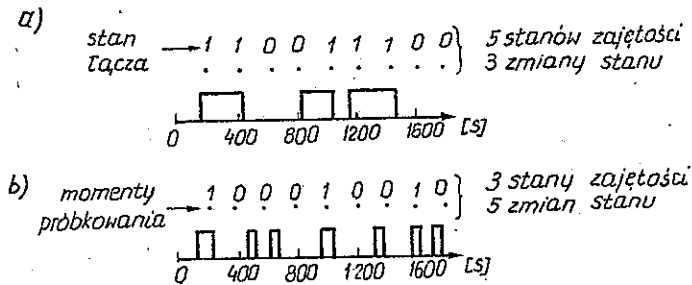 a)
stan 1 1 0 0 1 1 1 0 0 5 stanów zajętości
łącza 3 zmiany stanu
0 400 800 1200 1600 [s]
b)
momenty 1 0 0 0 1 0 0 1 0 3 stany zajętości
próbkowania 5 zmian stanu
0 400 800 1200 1600 [s]